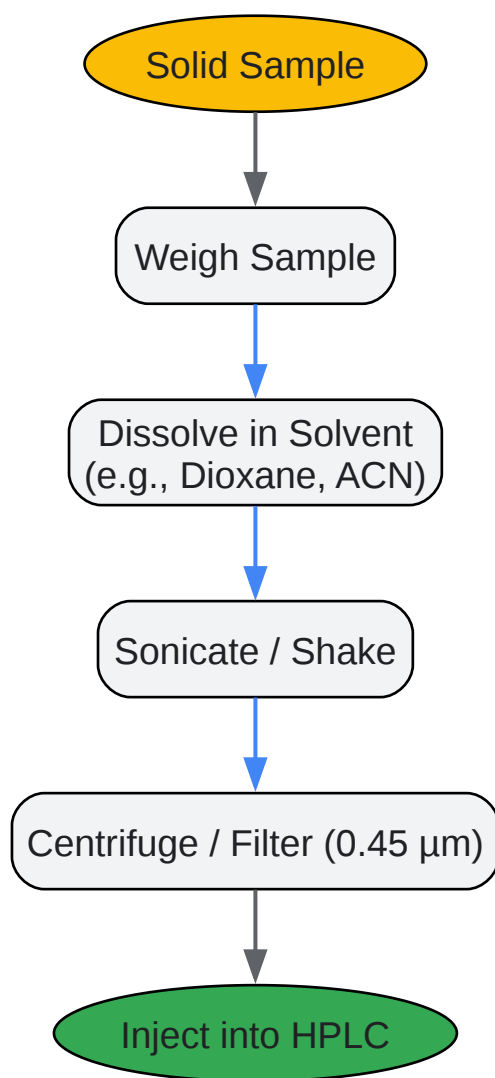 Solid Sample
Weigh Sample
Dissolve in Solvent
(e.g., Dioxane, ACN)
Sonicate / Shake
Centrifuge / Filter (0.45 µm)
Inject into HPLC